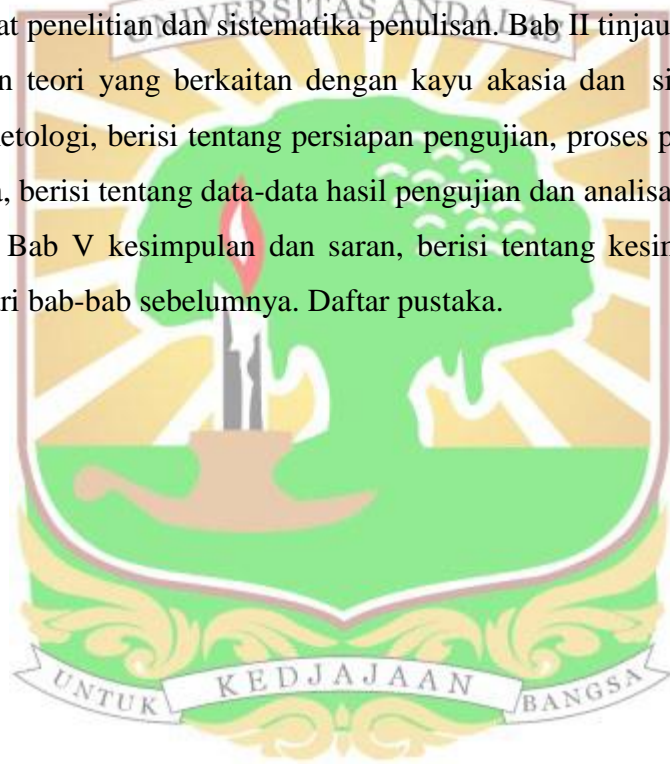 at penelitian dan sistematika penulisan. Bab II tinjau
UNIVERSITAS ANDALAS
n teori yang berkaitan dengan kayu akasia dan si
etologi, berisi tentang persiapan pengujian, proses p
, berisi tentang data-data hasil pengujian dan analisa
Bab V kesimpulan dan saran, berisi tentang kesin
ri bab-bab sebelumnya. Daftar pustaka.
UNTUK KEDJAJAAN BANGSA